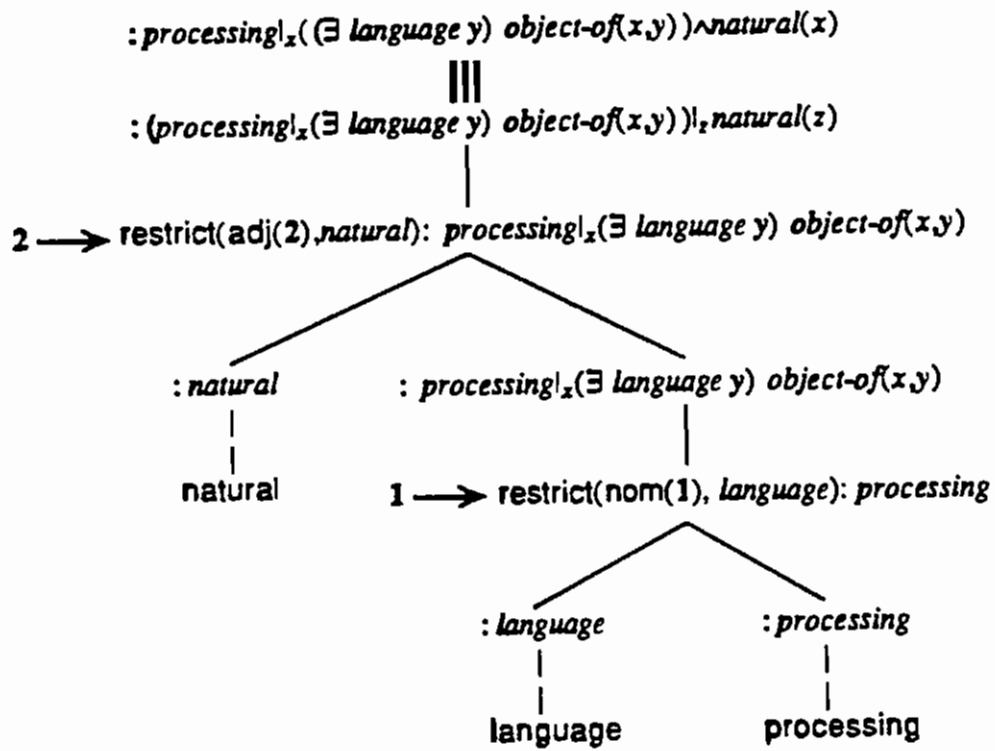 :processing|ₓ((∃ language y) object-of(x,y))∧natural(x)
|||
:(processing|ₓ(∃ language y) object-of(x,y))|_z natural(z)
2 → restrict(adj(2),natural): processing|ₓ(∃ language y) object-of(x,y)
:natural : processing|ₓ(∃ language y) object-of(x,y)
natural 1 → restrict(nom(1), language): processing
:language :processing
language processing